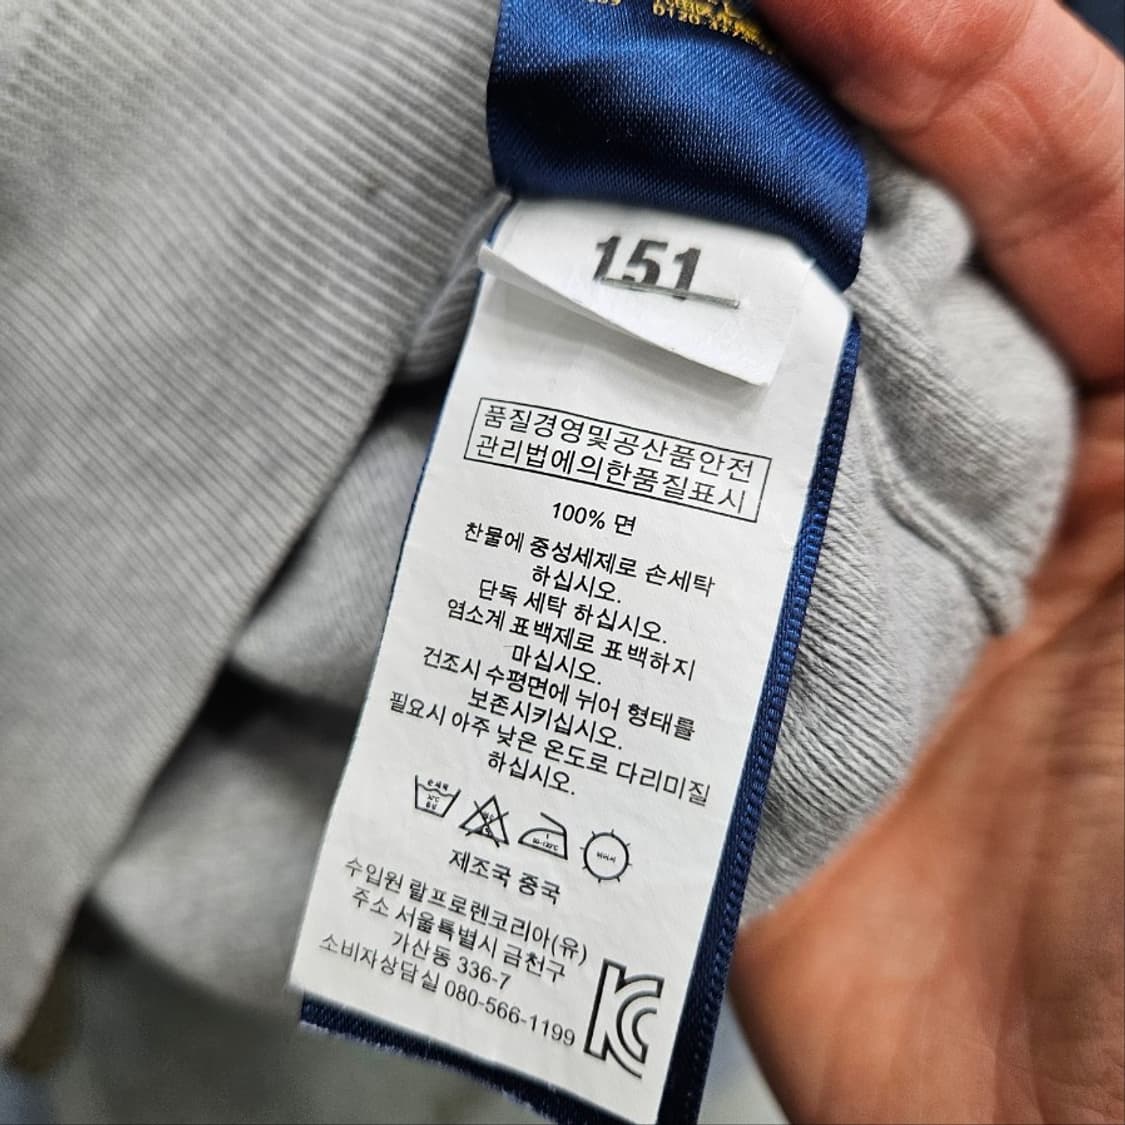 151
품질경영및공산품안전
관리법에의한품질표시
100% 면
찬물에 중성세제로 손세탁
하십시오.
단독 세탁 하십시오.
염소계 표백제로 표백하지
마십시오.
건조시 수평면에 뉘어 형태를
보존시키십시오.
필요시 아주 낮은 온도로 다리미질
하십시오.
제조국 중국
수입원 랄프로렌코리아(유)
주소 서울특별시 금천구
가산동 336-7
소비자상담실 080-566-1199
KC